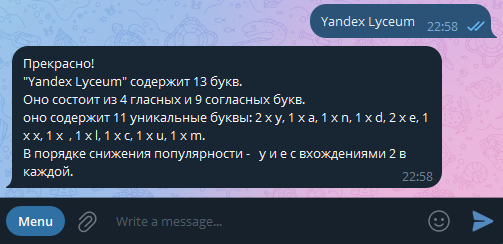 Yandex Lyceum 22:58
Прекрасно!
"Yandex Lyceum" содержит 13 букв.
Оно состоит из 4 гласных и 9 согласных букв.
оно содержит 11 уникальные буквы: 2 x y, 1 x a, 1 x n, 1 x d, 2 x e, 1
x x, 1 x  , 1 x l, 1 x c, 1 x u, 1 x m.
В порядке снижения популярности -   y и e с вхождениями 2 в
каждой.
22:58
Menu Write a message...